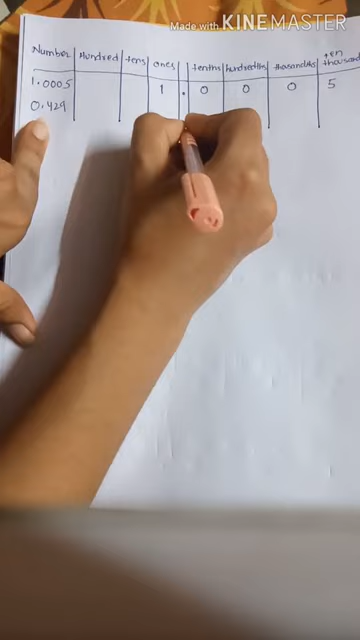 Made with KINEMASTER
Number Hundred tens ones . tenths hundredths thosandths ten thousand
1.0005 1 . 0 0 0 5
0.429